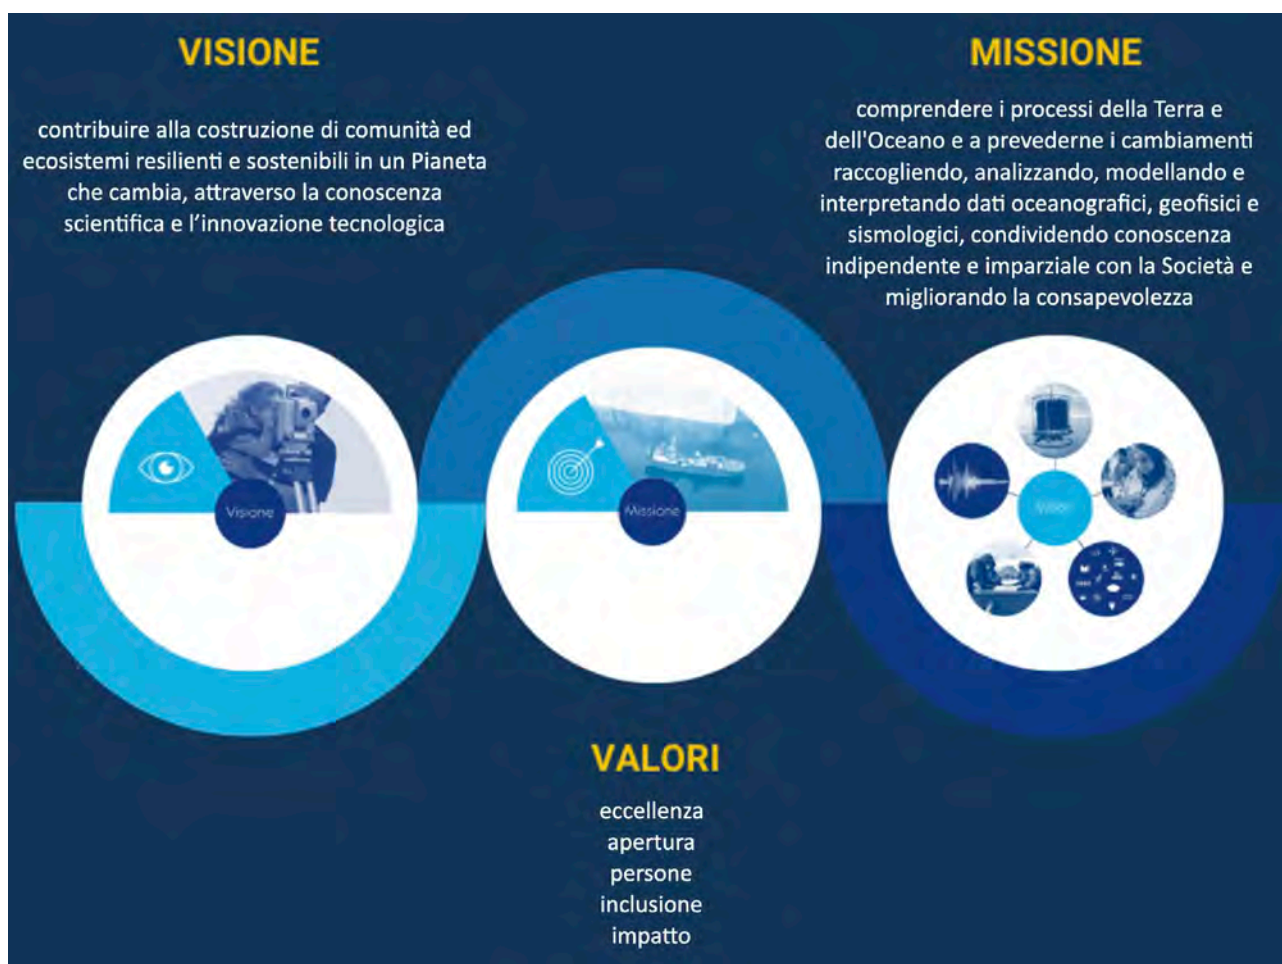 VISIONE
contribuire alla costruzione di comunità ed
ecosistemi resilienti e sostenibili in un Pianeta
che cambia, attraverso la conoscenza
scientifica e l’innovazione tecnologica
MISSIONE
comprendere i processi della Terra e
dell'Oceano e a prevederne i cambiamenti
raccogliendo, analizzando, modellando e
interpretando dati oceanografici, geofisici e
sismologici, condividendo conoscenza
indipendente e imparziale con la Società e
migliorando la consapevolezza
Visione
Missione
Valori
VALORI
eccellenza
apertura
persone
inclusione
impatto